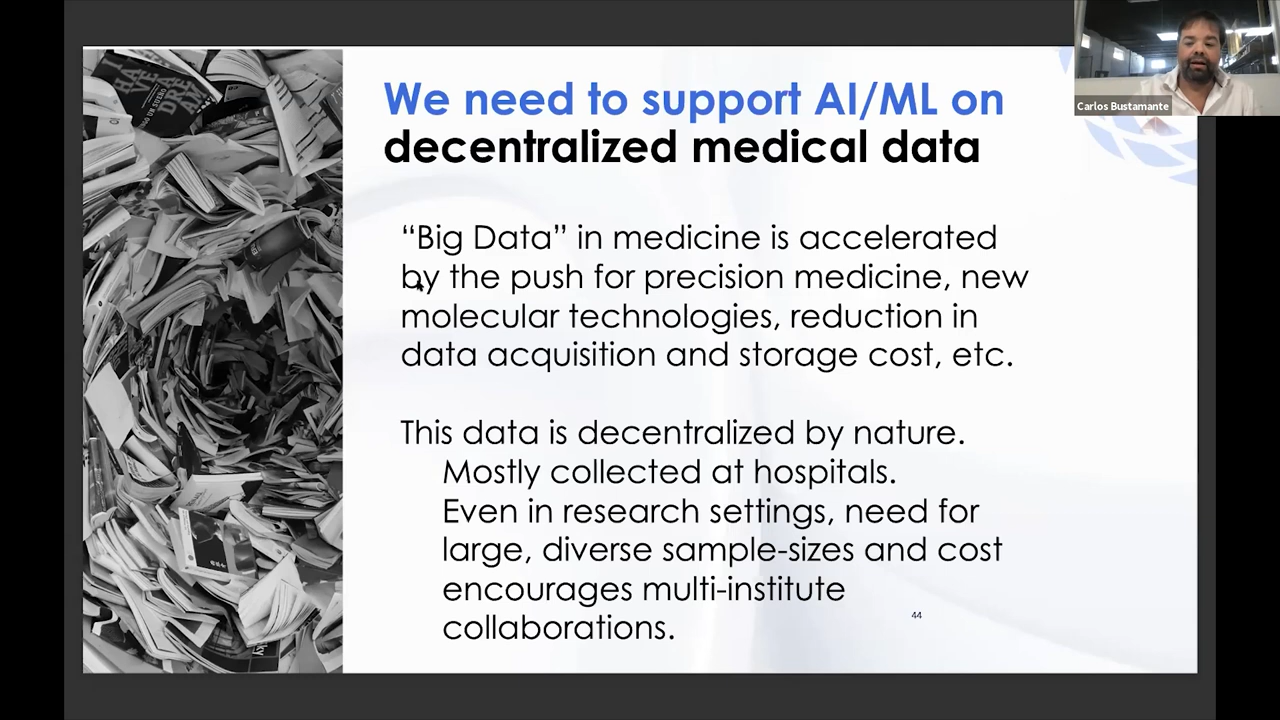 We need to support AI/ML on
decentralized medical data
“Big Data” in medicine is accelerated
by the push for precision medicine, new
molecular technologies, reduction in
data acquisition and storage cost, etc.
This data is decentralized by nature.
Mostly collected at hospitals.
Even in research settings, need for
large, diverse sample-sizes and cost
encourages multi-institute
collaborations.
44
Carlos Bustamante